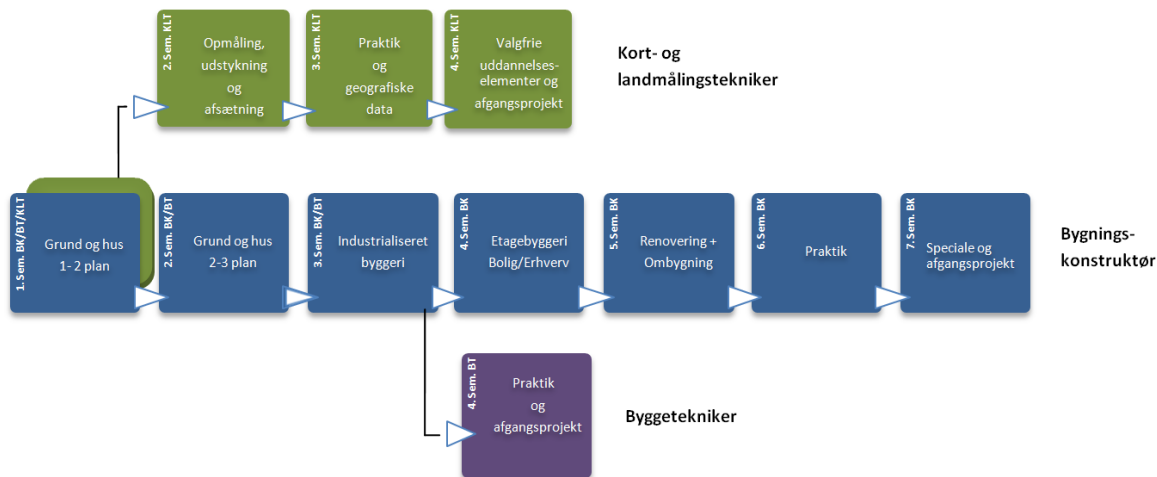 2. Sem. KLT
Opmåling,
udstykning
og
afsætning
3. Sem. KLT
Praktik
og
geografiske
data
4. Sem. KLT
Valgfrie
uddannelses-
elementer og
afgangsprojekt
Kort- og
landmålingstekniker
1. Sem. BK/BT/KLT
Grund og hus
1- 2 plan
2. Sem. BK/BT
Grund og hus
2-3 plan
3. Sem. BK/BT
Industrialiseret
byggeri
4. Sem. BK
Etagebyggeri
Bolig/Erhverv
5. Sem. BK
Renovering +
Ombygning
6. Sem. BK
Praktik
7. Sem. BK
Speciale og
afgangsprojekt
Bygnings-
konstruktør
4. Sem. BT
Praktik
og
afgangsprojekt
Byggetekniker